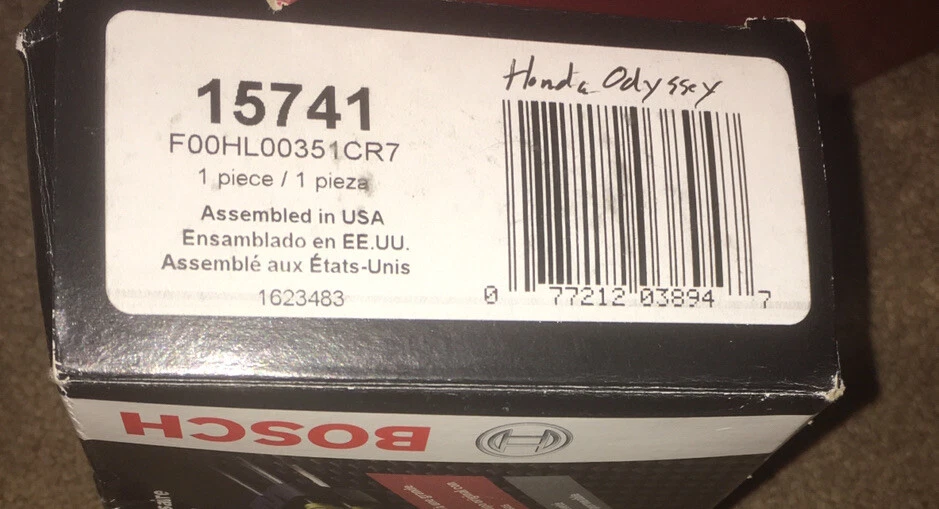 Honda Odyssey
15741
F00HL00351CR7
1 piece / 1 pieza
Assembled in USA
Ensamblado en EE.UU.
Assemblé aux États-Unis
1623483
0 77212 03894 7
BOSCH